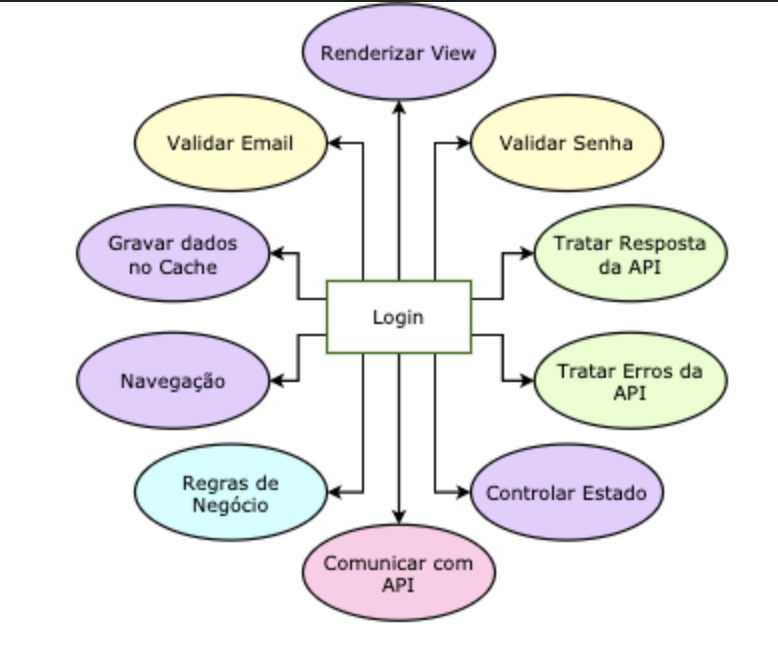 Renderizar View
Validar Email
Validar Senha
Gravar dados
no Cache
Tratar Resposta
da API
Login
Navegação
Tratar Erros da
API
Regras de
Negócio
Controlar Estado
Comunicar com
API